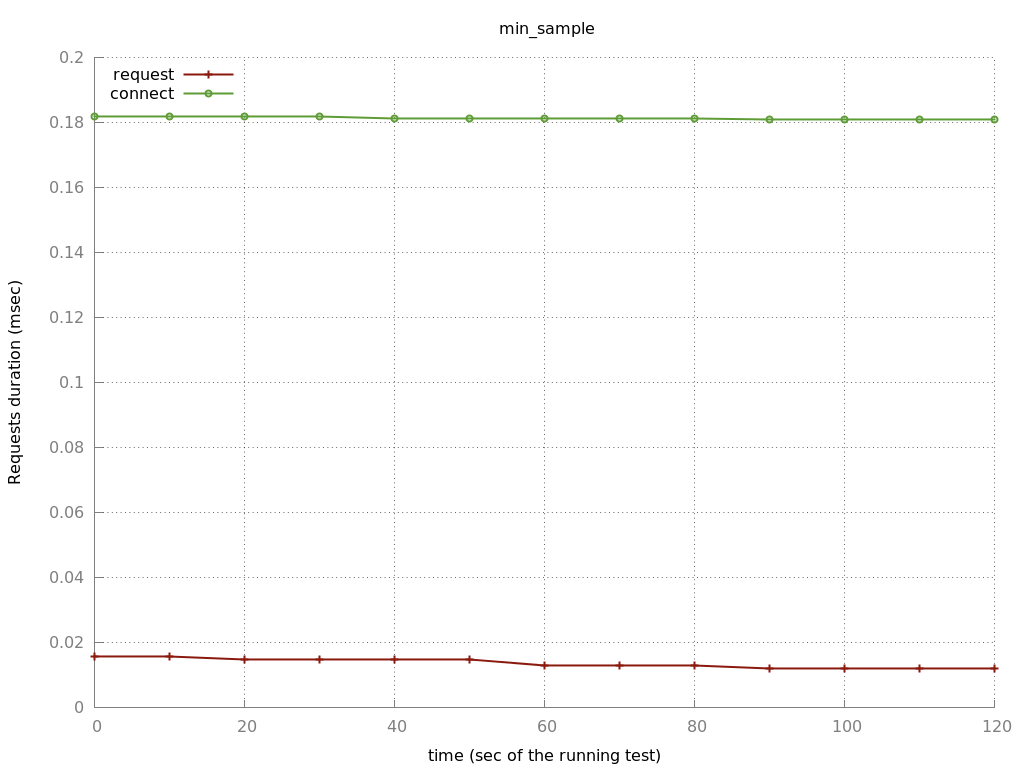 min_sample
0.2
request
connect
0.18
0.16
0.14
0.12
0.1
0.08
0.06
0.04
0.02
0
Requests duration (msec)
0 20 40 60 80 100 120
time (sec of the running test)